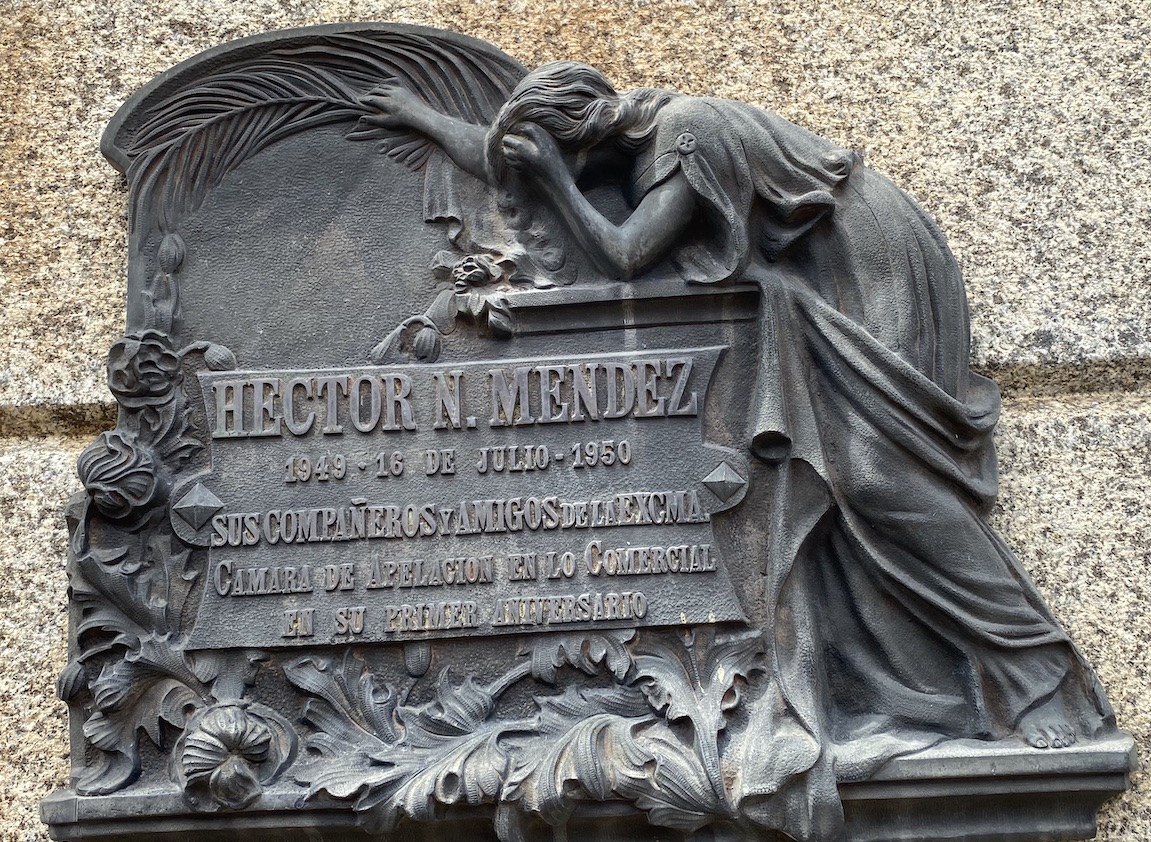 HECTOR N. MENDEZ
1949 - 16 DE JULIO - 1950
SUS COMPAÑEROS Y AMIGOS DE LA EXCMA.
CAMARA DE APELACION EN LO COMERCIAL
EN SU PRIMER ANIVERSARIO